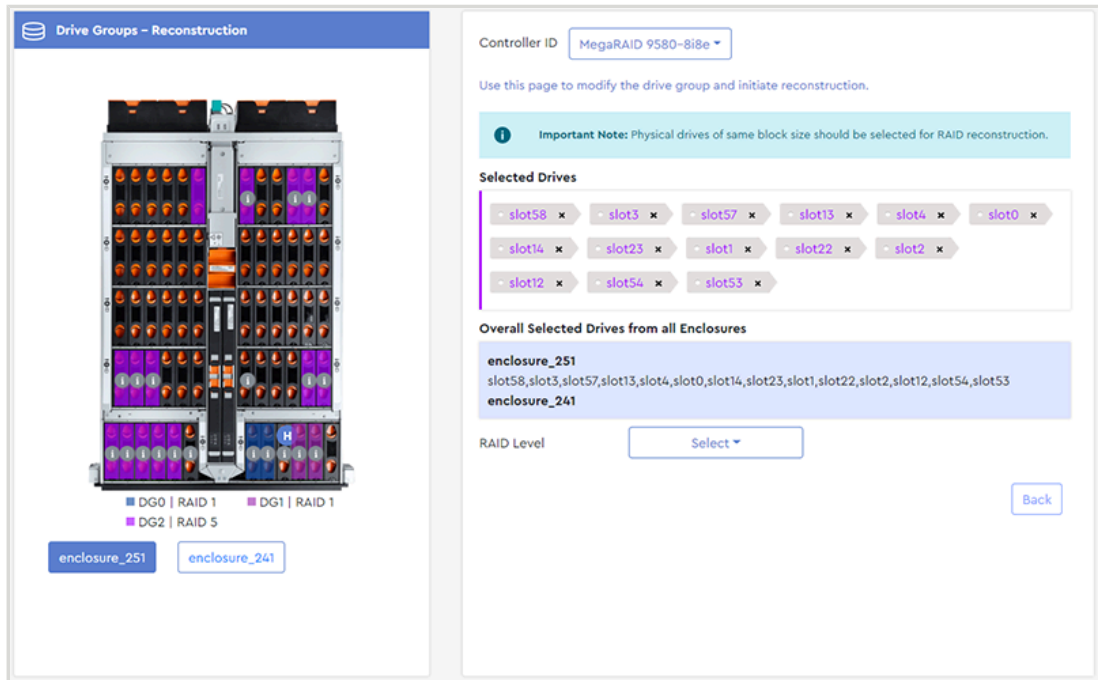 Drive Groups – Reconstruction
H
DG0 | RAID 1
DG1 | RAID 1
DG2 | RAID 5
enclosure_251
enclosure_241
Controller ID
MegaRAID 9580-8i8e
Use this page to modify the drive group and initiate reconstruction.
Important Note: Physical drives of same block size should be selected for RAID reconstruction.
Selected Drives
slot58 × slot3 × slot57 × slot13 × slot4 × slot0 ×
slot14 × slot23 × slot1 × slot22 × slot2 ×
slot12 × slot54 × slot53 ×
Overall Selected Drives from all Enclosures
enclosure_251
slot58,slot3,slot57,slot13,slot4,slot0,slot14,slot23,slot1,slot22,slot2,slot12,slot54,slot53
enclosure_241
RAID Level
Select
Back